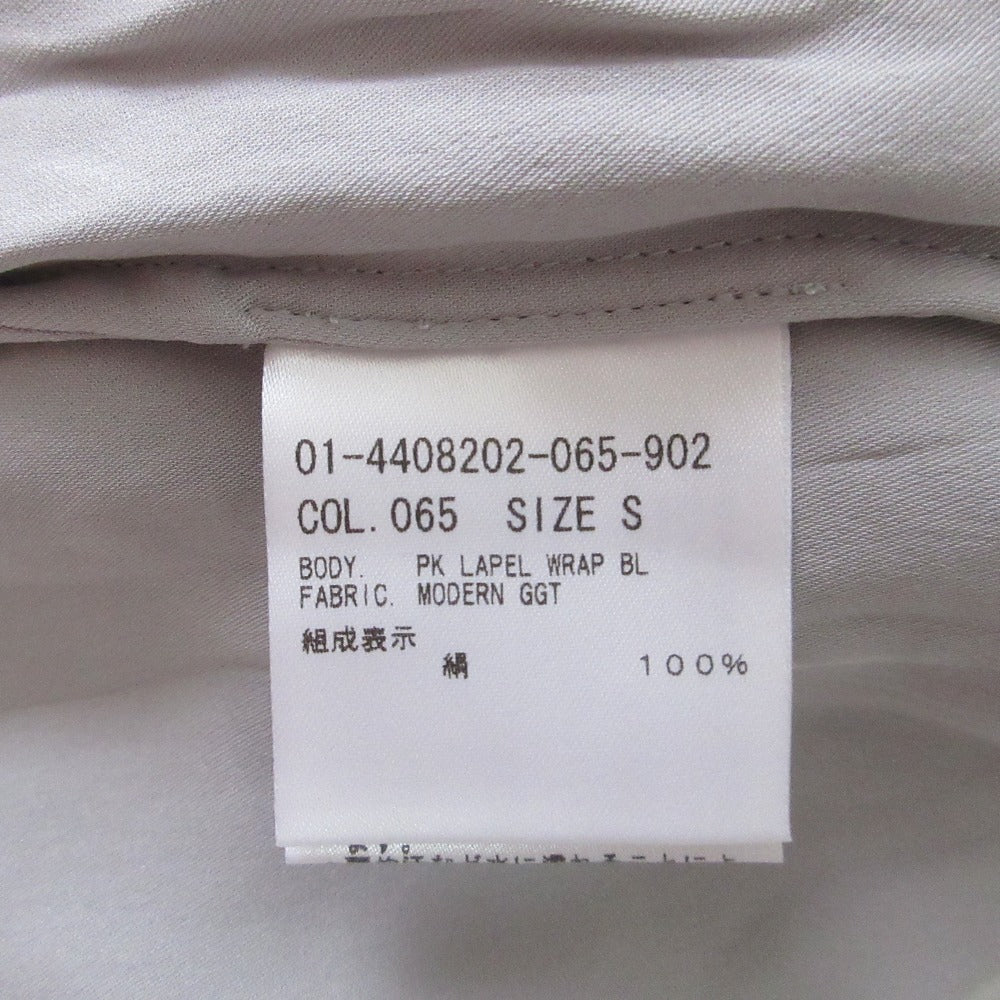 01-4408202-065-902
COL.065 SIZE S
BODY. PK LAPEL WRAP BL
FABRIC. MODERN GGT
組成表示
絹 100%